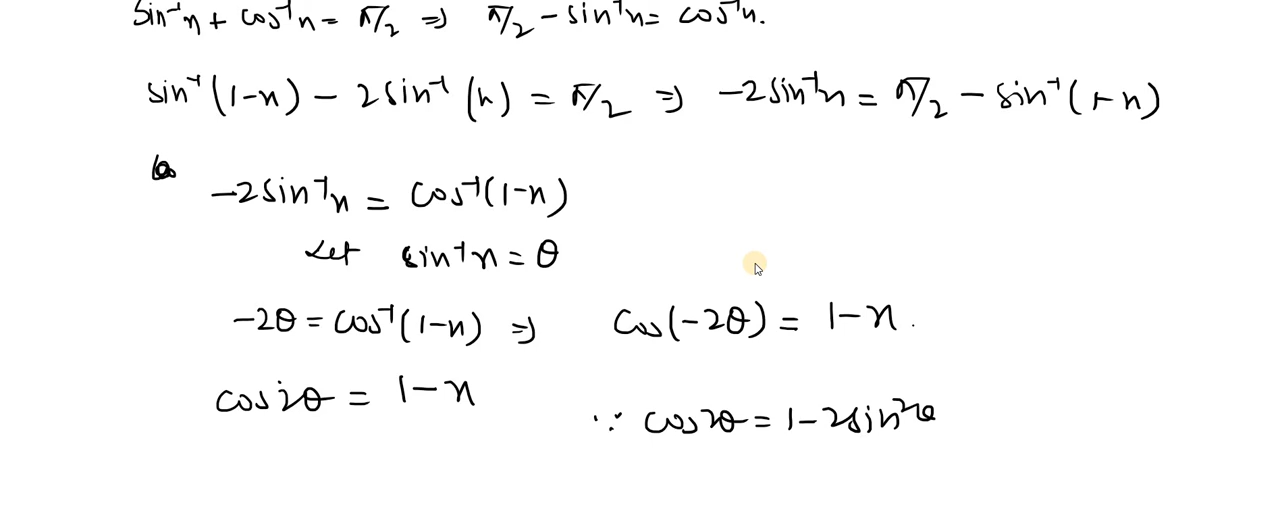 sin⁻¹x + cos⁻¹x = π/2 ⇒ π/2 - sin⁻¹x = cos⁻¹x.
sin⁻¹(1-x) - 2sin⁻¹(x) = π/2 ⇒ -2sin⁻¹x = π/2 - sin⁻¹(1-x)
-2sin⁻¹x = cos⁻¹(1-x)
Let sin⁻¹x = θ
-2θ = cos⁻¹(1-x) ⇒ cos(-2θ) = 1-x.
cos2θ = 1-x
∵ cos2θ = 1-2sin²θ